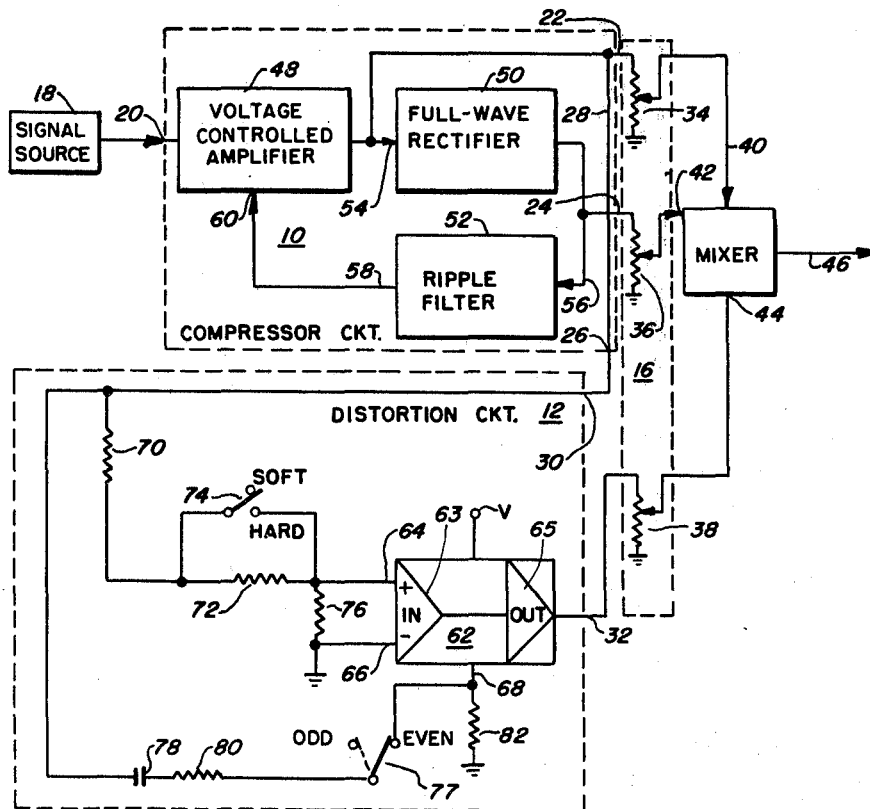 22
48
50
18
SIGNAL SOURCE
20
VOLTAGE CONTROLLED AMPLIFIER
FULL-WAVE RECTIFIER
28
34
40
60
10
54
24
42
52
58
RIPPLE FILTER
56
36
MIXER
46
44
COMPRESSOR CKT.
26
16
DISTORTION CKT. 12
30
70
74
SOFT
HARD
63
V
65
64
38
72
76
+
IN
-
OUT
62
66
32
68
78
80
ODD
EVEN
82
77